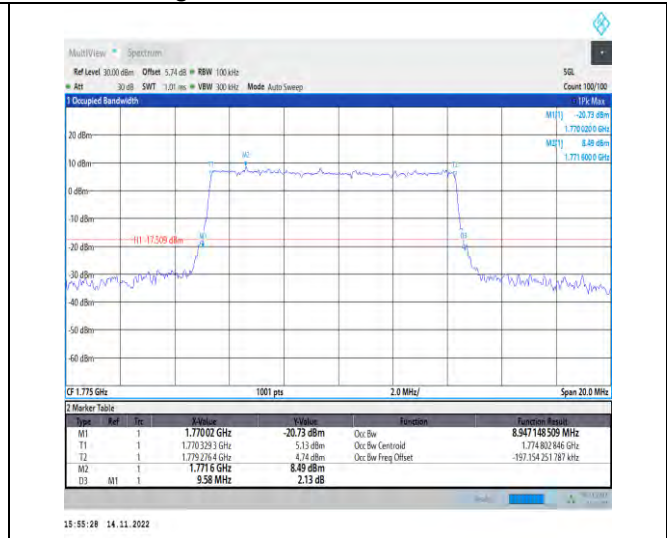 MultiView Spectrum
Ref Level 30.00 dBm Offset 5.74 dB RBW 100 kHz SGL
Att 30 dB SWT 1.01 ms VBW 300 kHz Mode Auto Sweep Count 100/100
1 Occupied Bandwidth 1Pk Max
M1[1] -20.73 dBm
1.770 020 0 GHz
M2[1] 8.49 dBm
1.771 600 0 GHz
20 dBm
10 dBm
0 dBm
-10 dBm
-20 dBm
-30 dBm
-40 dBm
-50 dBm
-60 dBm
T1
M2
T2
M1
D3
H1 -17.509 dBm
CF 1.775 GHz 1001 pts 2.0 MHz/ Span 20.0 MHz
2 Marker Table
Type Ref Trc X-Value Y-Value Function Function Result
M1 1 1.77002 GHz -20.73 dBm Occ Bw 8.947 148 509 MHz
T1 1 1.770 329 3 GHz 5.13 dBm Occ Bw Centroid 1.774 802 846 GHz
T2 1 1.779 276 4 GHz 4.74 dBm Occ Bw Freq Offset -197.154 251 787 kHz
M2 1 1.7716 GHz 8.49 dBm
D3 M1 1 9.58 MHz 2.13 dB
15:55:28 14.11.2022